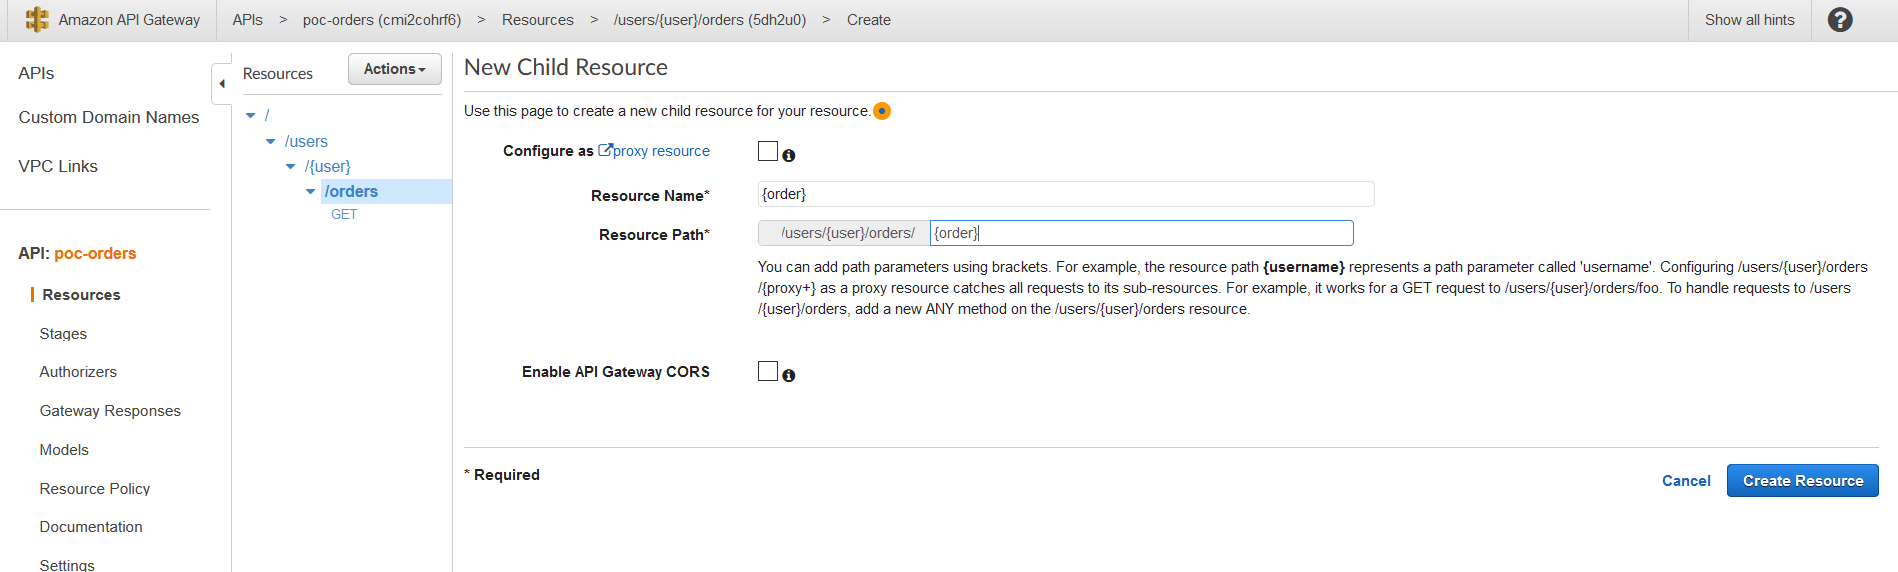 Amazon API Gateway APIs > poc-orders (cmi2cohrf6) > Resources > /users/{user}/orders (5dh2u0) > Create Show all hints ?
APIs
Custom Domain Names
VPC Links
API: poc-orders
Resources
Stages
Authorizers
Gateway Responses
Models
Resource Policy
Documentation
Settings
Resources Actions
/
/users
/{user}
/orders
GET
New Child Resource
Use this page to create a new child resource for your resource.
Configure as proxy resource
Resource Name* {order}
Resource Path* /users/{user}/orders/ {order}
You can add path parameters using brackets. For example, the resource path {username} represents a path parameter called 'username'. Configuring /users/{user}/orders
/{proxy+} as a proxy resource catches all requests to its sub-resources. For example, it works for a GET request to /users/{user}/orders/foo. To handle requests to /users
/{user}/orders, add a new ANY method on the /users/{user}/orders resource.
Enable API Gateway CORS
* Required
Cancel Create Resource